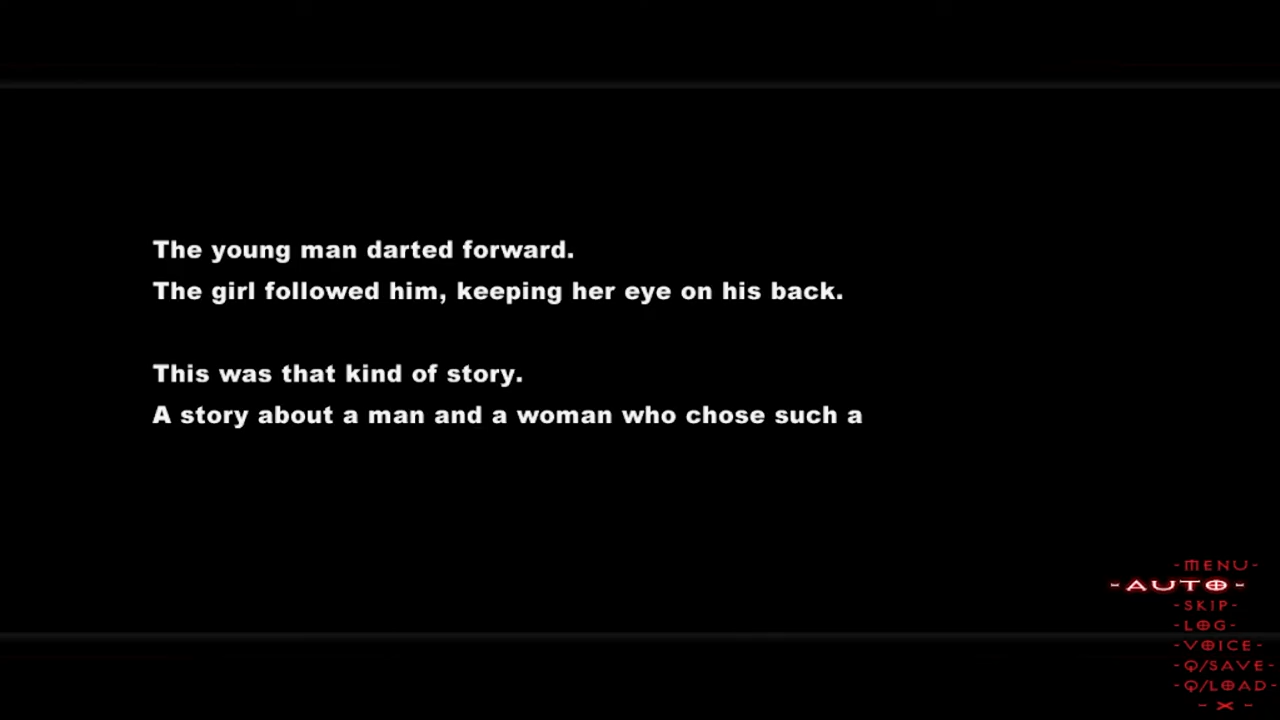 The young man darted forward.
The girl followed him, keeping her eye on his back.
This was that kind of story.
A story about a man and a woman who chose such a
-MENU-
-AUTO-
-SKIP-
-LOG-
-VOICE-
-Q/SAVE-
-Q/LOAD-
-X-